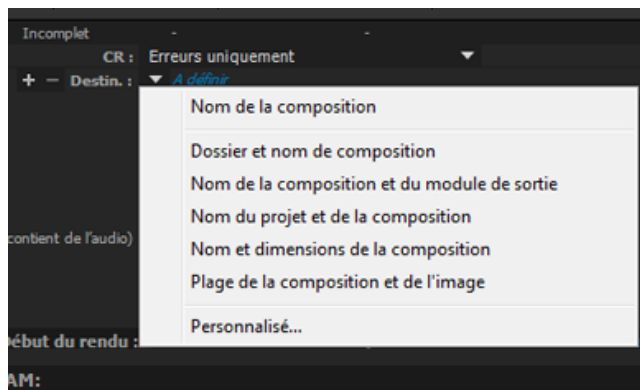 Incomplet - -
CR : Erreurs uniquement
+ − Destin. : A définir
Nom de la composition
Dossier et nom de composition
Nom de la composition et du module de sortie
Nom du projet et de la composition
contient de l'audio)
Nom et dimensions de la composition
Plage de la composition et de l'image
Personnalisé...
ébut du rendu :
AM: